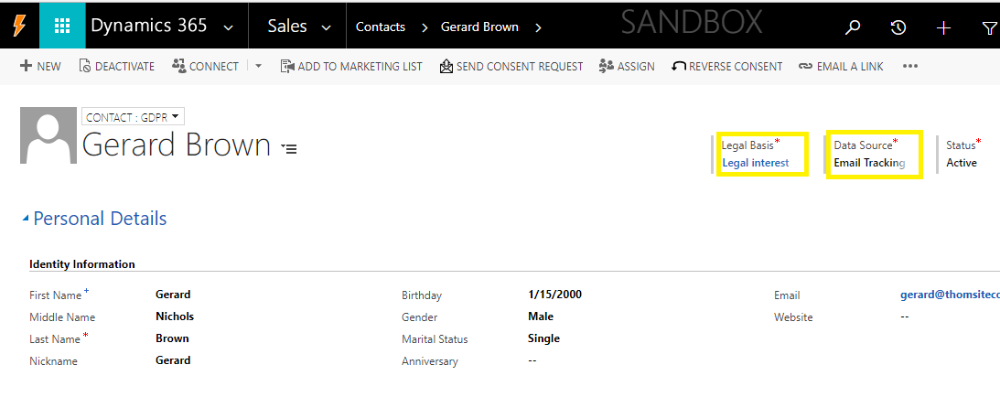 Dynamics 365 Sales Contacts Gerard Brown SANDBOX
NEW DEACTIVATE CONNECT ADD TO MARKETING LIST SEND CONSENT REQUEST ASSIGN REVERSE CONSENT EMAIL A LINK •••
CONTACT : GDPR
Gerard Brown
Legal Basis* Data Source* Status*
Legal interest Email Tracking Active
Personal Details
Identity Information
First Name+ Gerard Birthday 1/15/2000 Email gerard@thomsiteco
Middle Name Nichols Gender Male Website --
Last Name* Brown Marital Status Single
Nickname Gerard Anniversary --